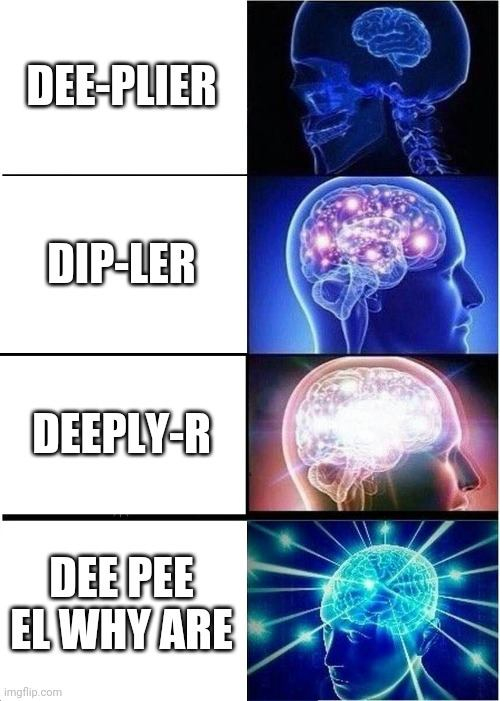 DEE-PLIER
DIP-LER
DEEPLY-R
DEE PEE
EL WHY ARE
imgflip.com